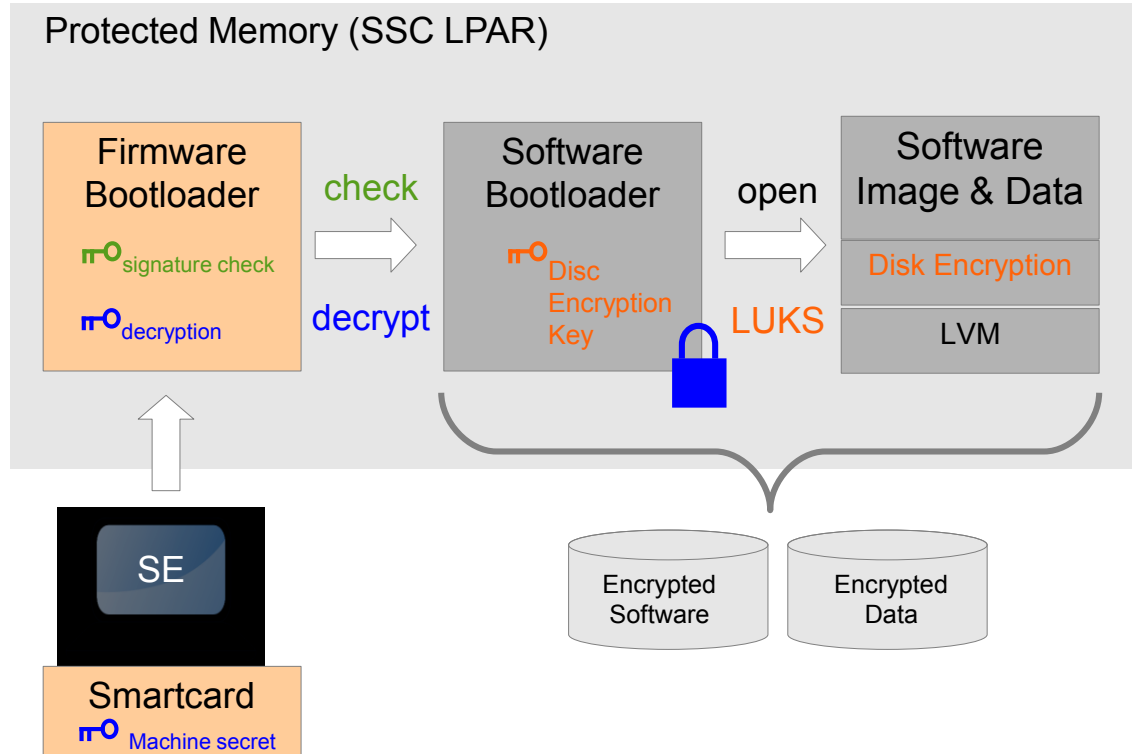 Protected Memory (SSC LPAR)
Firmware
Bootloader
signature check
decryption
check
decrypt
Software
Bootloader
Disc
Encryption
Key
open
LUKS
Software
Image & Data
Disk Encryption
LVM
SE
Smartcard
Machine secret
Encrypted
Software
Encrypted
Data